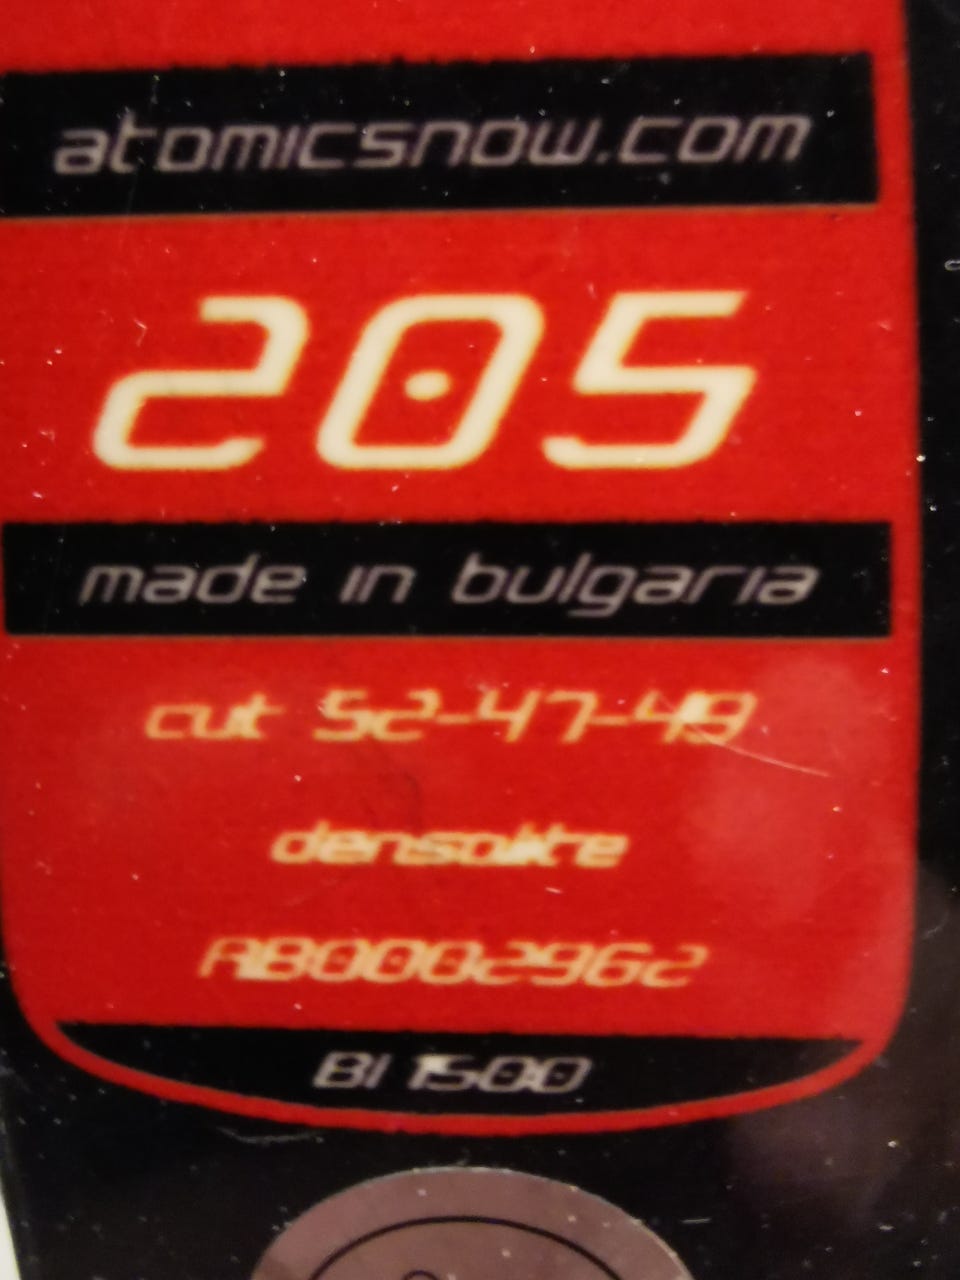 atomicsnow.com
205
made in bulgaria
cut 52-47-49
densolite
AB0002962
BI 1500